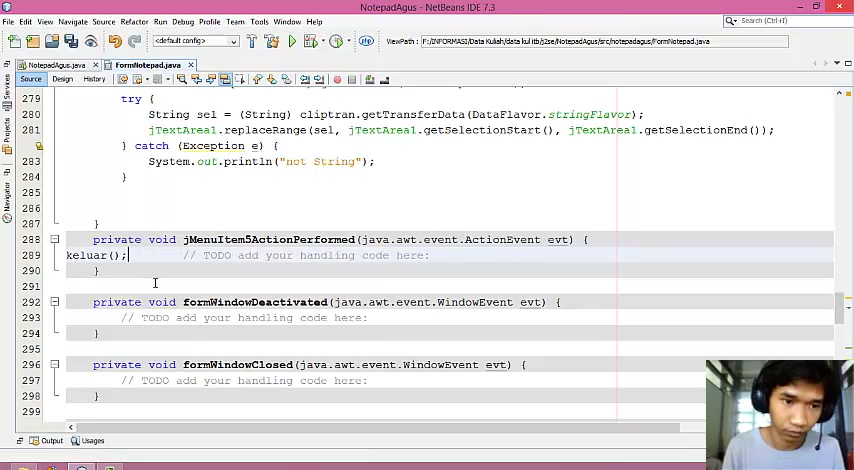 NotepadAgus - NetBeans IDE 7.3
File Edit View Navigate Source Refactor Run Debug Profile Team Tools Window Help
Search (Ctrl+I)
<default config>
ViewPath : F:/INFORMASI/Data Kuliah/data kul itb/j2se/NotepadAgus/src/notepadagus/FormNotepad.java
NotepadAgus.java FormNotepad.java
Source Design History
Services
Projects
Navigator
279 try {
280 String sel = (String) cliptran.getTransferData(DataFlavor.stringFlavor);
281 jTextArea1.replaceRange(sel, jTextArea1.getSelectionStart(), jTextArea1.getSelectionEnd());
} catch (Exception e) {
283 System.out.println("not String");
284 }
285
286
287 }
288 private void jMenuItem5ActionPerformed(java.awt.event.ActionEvent evt) {
289 keluar(); // TODO add your handling code here:
290 }
291
292 private void formWindowDeactivated(java.awt.event.WindowEvent evt) {
293 // TODO add your handling code here:
294 }
295
296 private void formWindowClosed(java.awt.event.WindowEvent evt) {
297 // TODO add your handling code here:
298 }
299
Output Usages